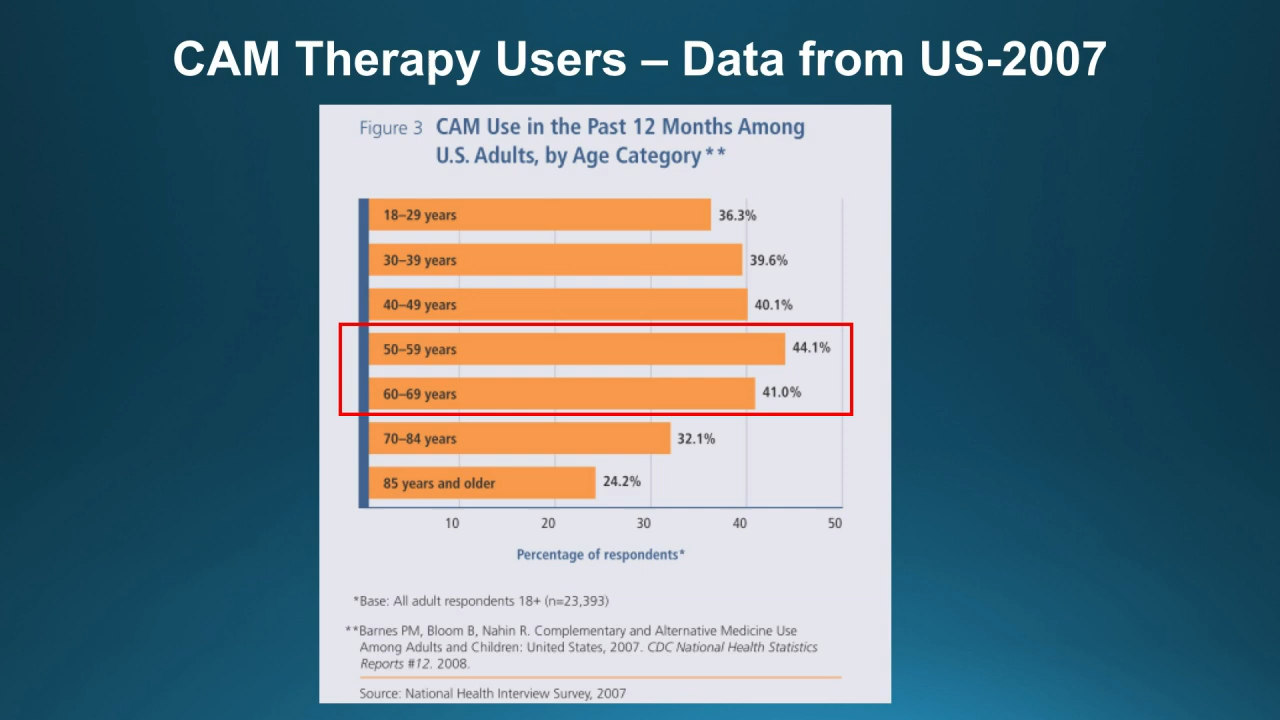 CAM Therapy Users – Data from US-2007
Figure 3 CAM Use in the Past 12 Months Among
U.S. Adults, by Age Category**
18–29 years 36.3%
30–39 years 39.6%
40–49 years 40.1%
50–59 years 44.1%
60–69 years 41.0%
70–84 years 32.1%
85 years and older 24.2%
10 20 30 40 50
Percentage of respondents*
*Base: All adult respondents 18+ (n=23,393)
**Barnes PM, Bloom B, Nahin R. Complementary and Alternative Medicine Use
Among Adults and Children: United States, 2007. CDC National Health Statistics
Reports #12. 2008.
Source: National Health Interview Survey, 2007